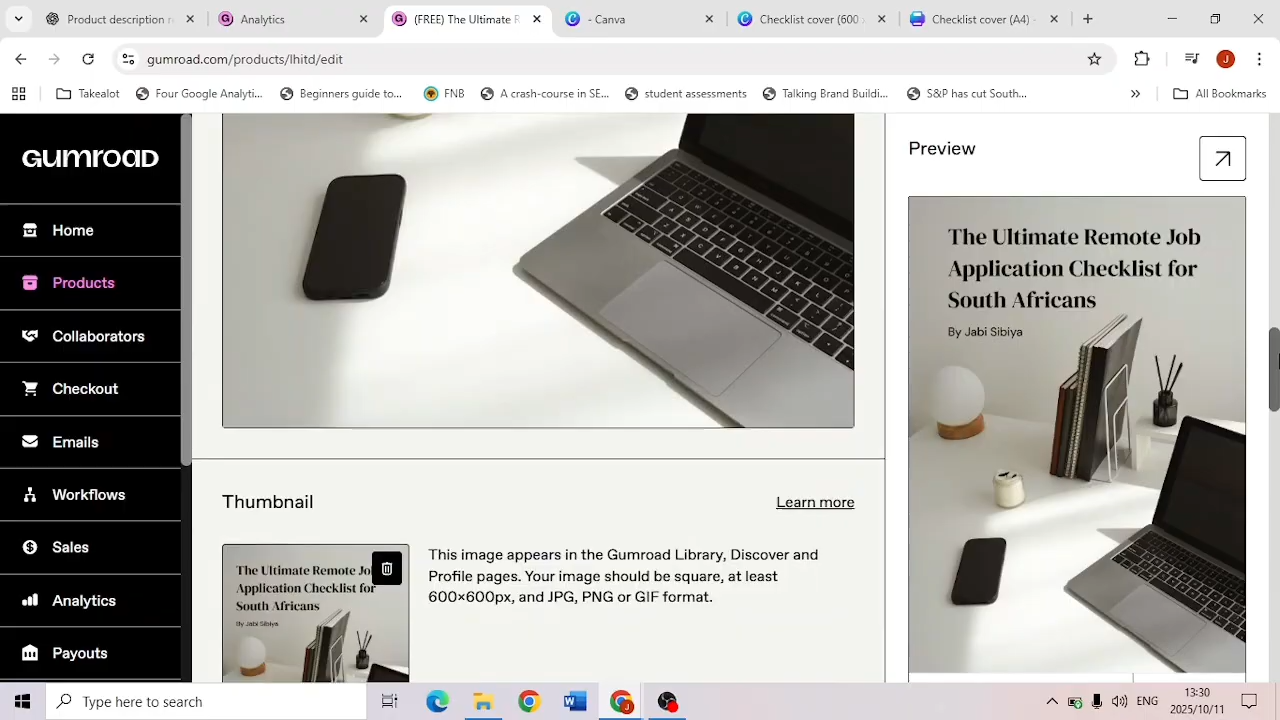 Product description r
Analytics
(FREE) The Ultimate R
- Canva
Checklist cover (600
Checklist cover (A4) -
gumroad.com/products/lhitd/edit
Takealot
Four Google Analyti...
Beginners guide to...
FNB
A crash-course in SE...
student assessments
Talking Brand Buildi...
S&P has cut South...
All Bookmarks
GUMROAD
Home
Products
Collaborators
Checkout
Emails
Workflows
Sales
Analytics
Payouts
Thumbnail
Learn more
The Ultimate Remote Jo
Application Checklist for
South Africans
By Jabi Sibiya
This image appears in the Gumroad Library, Discover and
Profile pages. Your image should be square, at least
600×600px, and JPG, PNG or GIF format.
Preview
The Ultimate Remote Job
Application Checklist for
South Africans
By Jabi Sibiya
Type here to search
ENG
13:30
2025/10/11